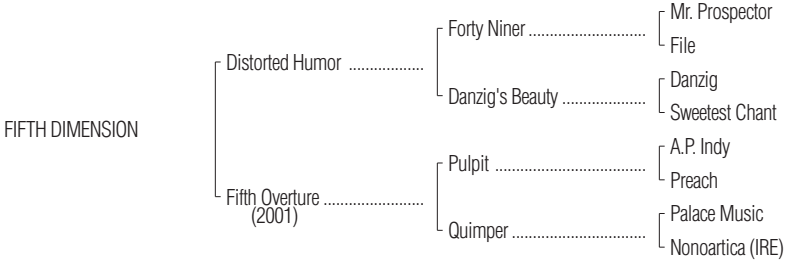 Mr. Prospector
Forty Niner
File
Distorted Humor
Danzig
Danzig's Beauty
Sweetest Chant
FIFTH DIMENSION
A.P. Indy
Pulpit
Preach
Fifth Overture
(2001)
Palace Music
Quimper
Nonoartica (IRE)